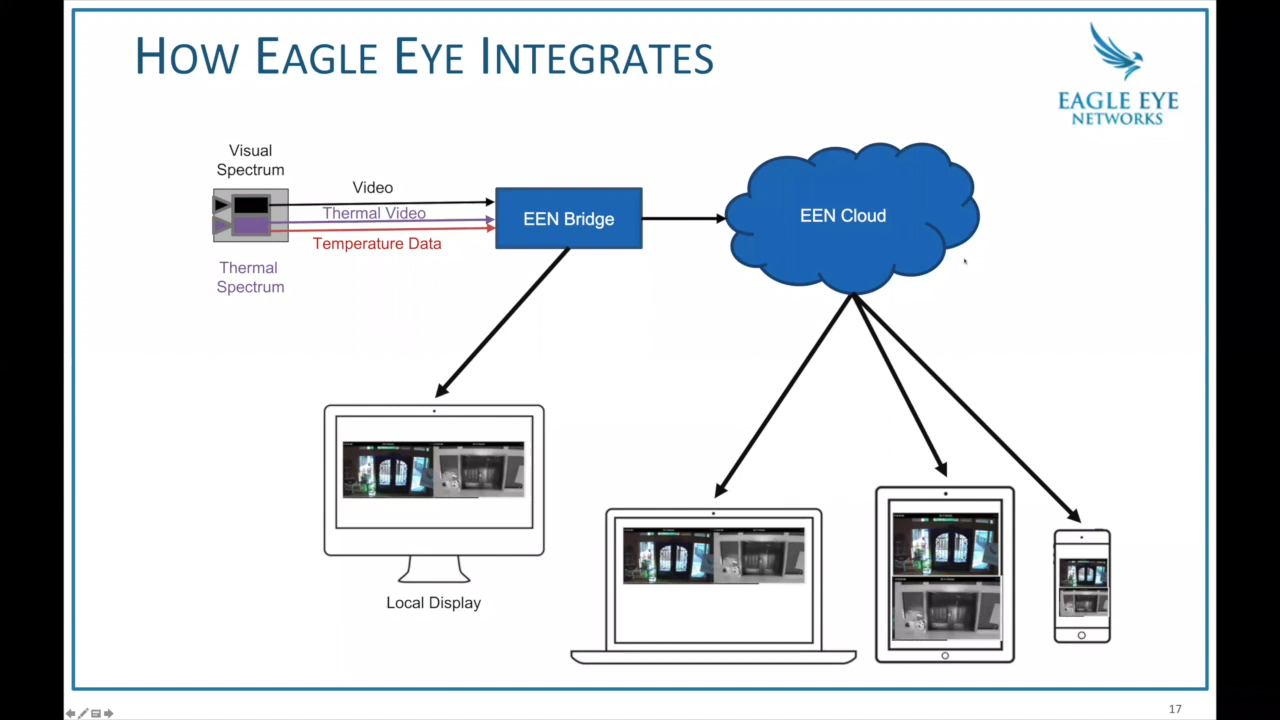 HOW EAGLE EYE INTEGRATES
EAGLE EYE
NETWORKS
Visual
Spectrum
Video
Thermal Video
Temperature Data
Thermal
Spectrum
EEN Bridge
EEN Cloud
Local Display
17